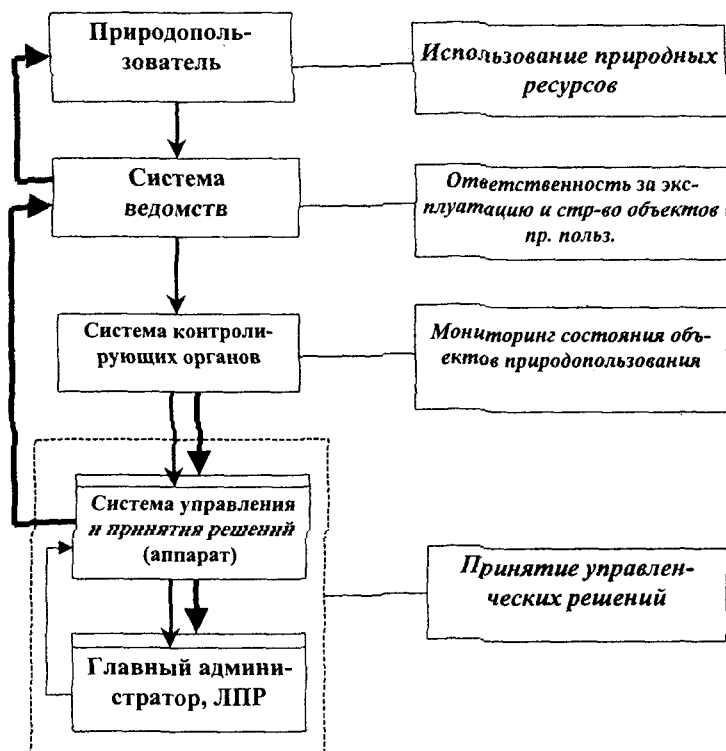 Природополь-
зователь
Использование природных
ресурсов
Система
ведомств
Ответственность за экс-
плуатацию и стр-во объектов
пр. польз.
Система контроли-
рующих органов
Мониторинг состояния объ-
ектов природопользования
Система управления
и принятия решений
(аппарат)
Принятие управлен-
ческих решений
Главный админи-
стратор, ЛПР